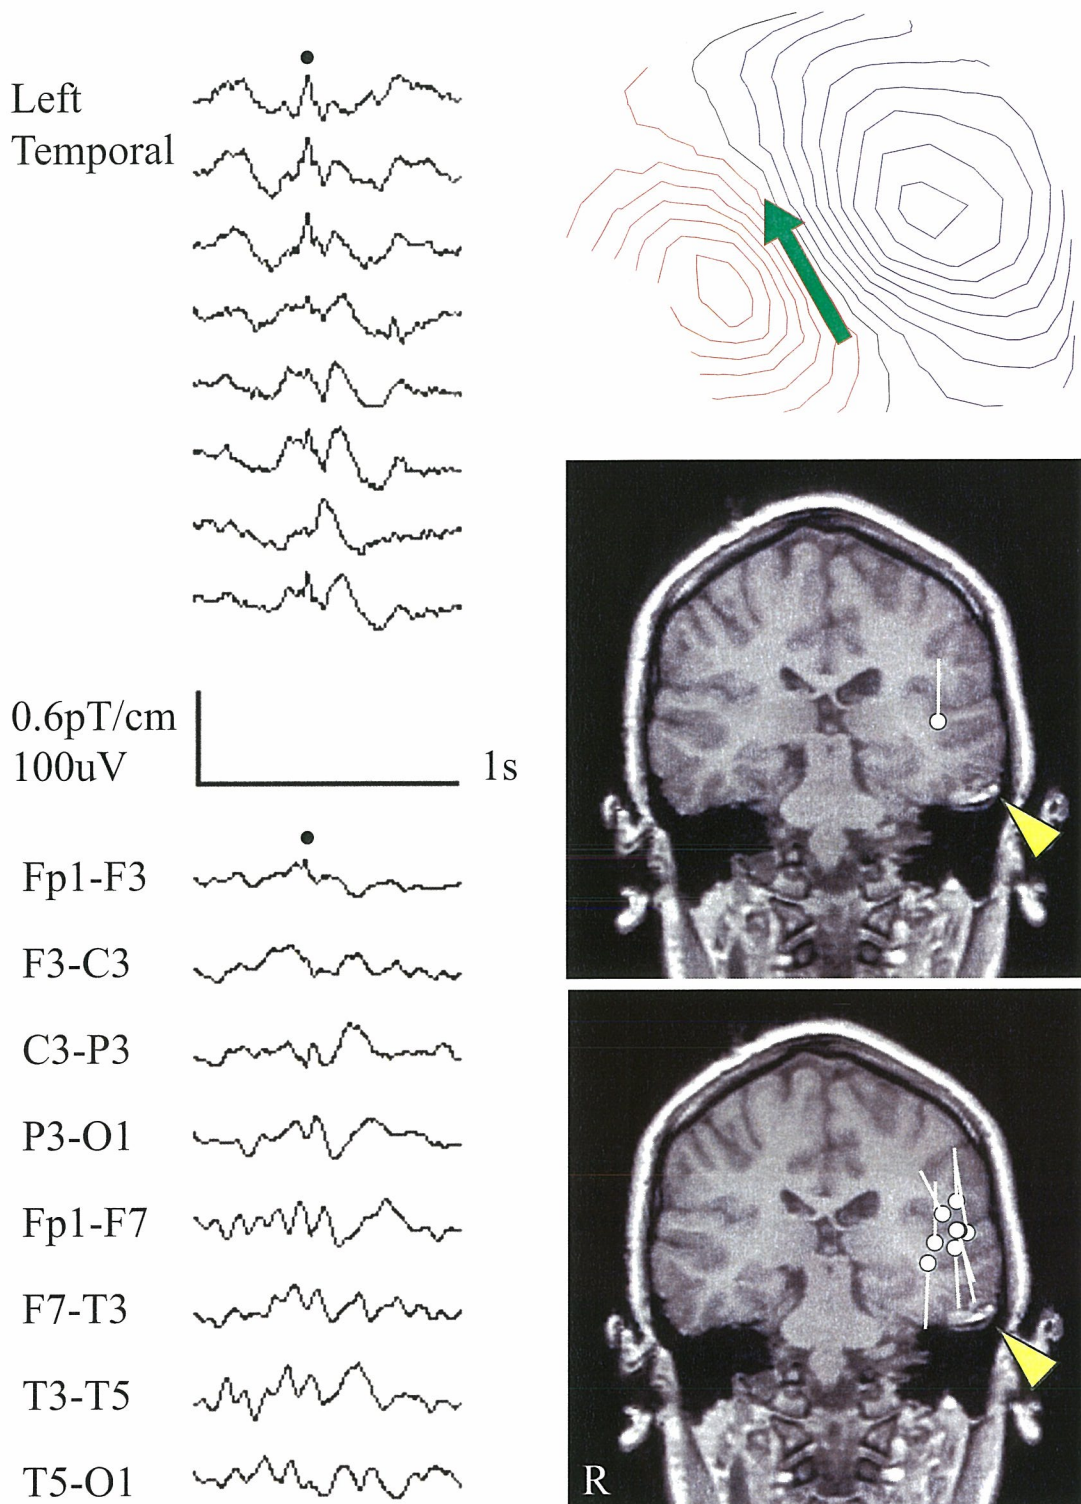 Left
Temporal
0.6pT/cm
100uV
1s
Fp1-F3
F3-C3
C3-P3
P3-O1
Fp1-F7
F7-T3
T3-T5
T5-O1
R